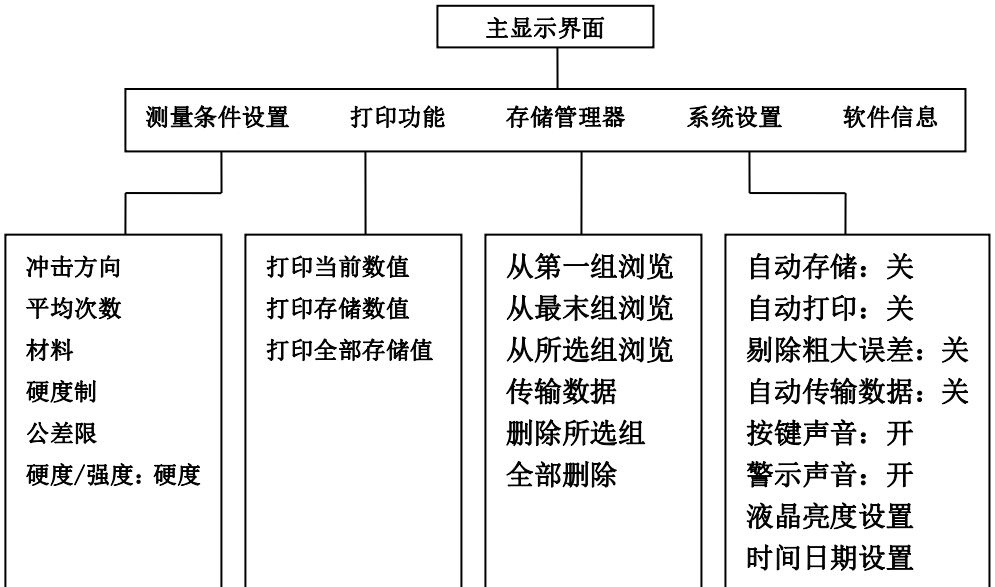 主显示界面
测量条件设置 打印功能 存储管理器 系统设置 软件信息
冲击方向
平均次数
材料
硬度制
公差限
硬度/强度：硬度
打印当前数值
打印存储数值
打印全部存储值
从第一组浏览
从最末组浏览
从所选组浏览
传输数据
删除所选组
全部删除
自动存储：关
自动打印：关
剔除粗大误差：关
自动传输数据：关
按键声音：开
警示声音：开
液晶亮度设置
时间日期设置